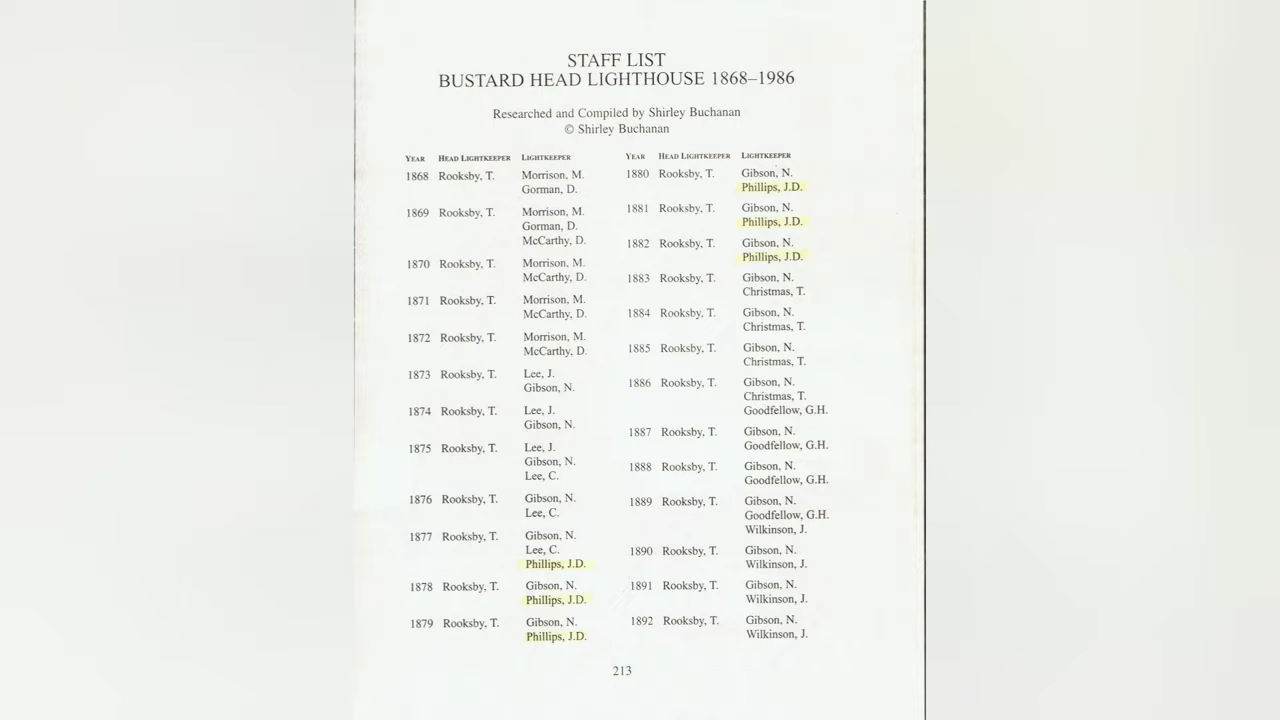 STAFF LIST
BUSTARD HEAD LIGHTHOUSE 1868–1986
Researched and Compiled by Shirley Buchanan
© Shirley Buchanan
YEAR HEAD LIGHTKEEPER LIGHTKEEPER
1868 Rooksby, T. Morrison, M.
Gorman, D.
1869 Rooksby, T. Morrison, M.
Gorman, D.
McCarthy, D.
1870 Rooksby, T. Morrison, M.
McCarthy, D.
1871 Rooksby, T. Morrison, M.
McCarthy, D.
1872 Rooksby, T. Morrison, M.
McCarthy, D.
1873 Rooksby, T. Lee, J.
Gibson, N.
1874 Rooksby, T. Lee, J.
Gibson, N.
1875 Rooksby, T. Lee, J.
Gibson, N.
Lee, C.
1876 Rooksby, T. Gibson, N.
Lee, C.
1877 Rooksby, T. Gibson, N.
Lee, C.
Phillips, J.D.
1878 Rooksby, T. Gibson, N.
Phillips, J.D.
1879 Rooksby, T. Gibson, N.
Phillips, J.D.
YEAR HEAD LIGHTKEEPER LIGHTKEEPER
1880 Rooksby, T. Gibson, N.
Phillips, J.D.
1881 Rooksby, T. Gibson, N.
Phillips, J.D.
1882 Rooksby, T. Gibson, N.
Phillips, J.D.
1883 Rooksby, T. Gibson, N.
Christmas, T.
1884 Rooksby, T. Gibson, N.
Christmas, T.
1885 Rooksby, T. Gibson, N.
Christmas, T.
1886 Rooksby, T. Gibson, N.
Christmas, T.
Goodfellow, G.H.
1887 Rooksby, T. Gibson, N.
Goodfellow, G.H.
1888 Rooksby, T. Gibson, N.
Goodfellow, G.H.
1889 Rooksby, T. Gibson, N.
Goodfellow, G.H.
Wilkinson, J.
1890 Rooksby, T. Gibson, N.
Wilkinson, J.
1891 Rooksby, T. Gibson, N.
Wilkinson, J.
1892 Rooksby, T. Gibson, N.
Wilkinson, J.
213